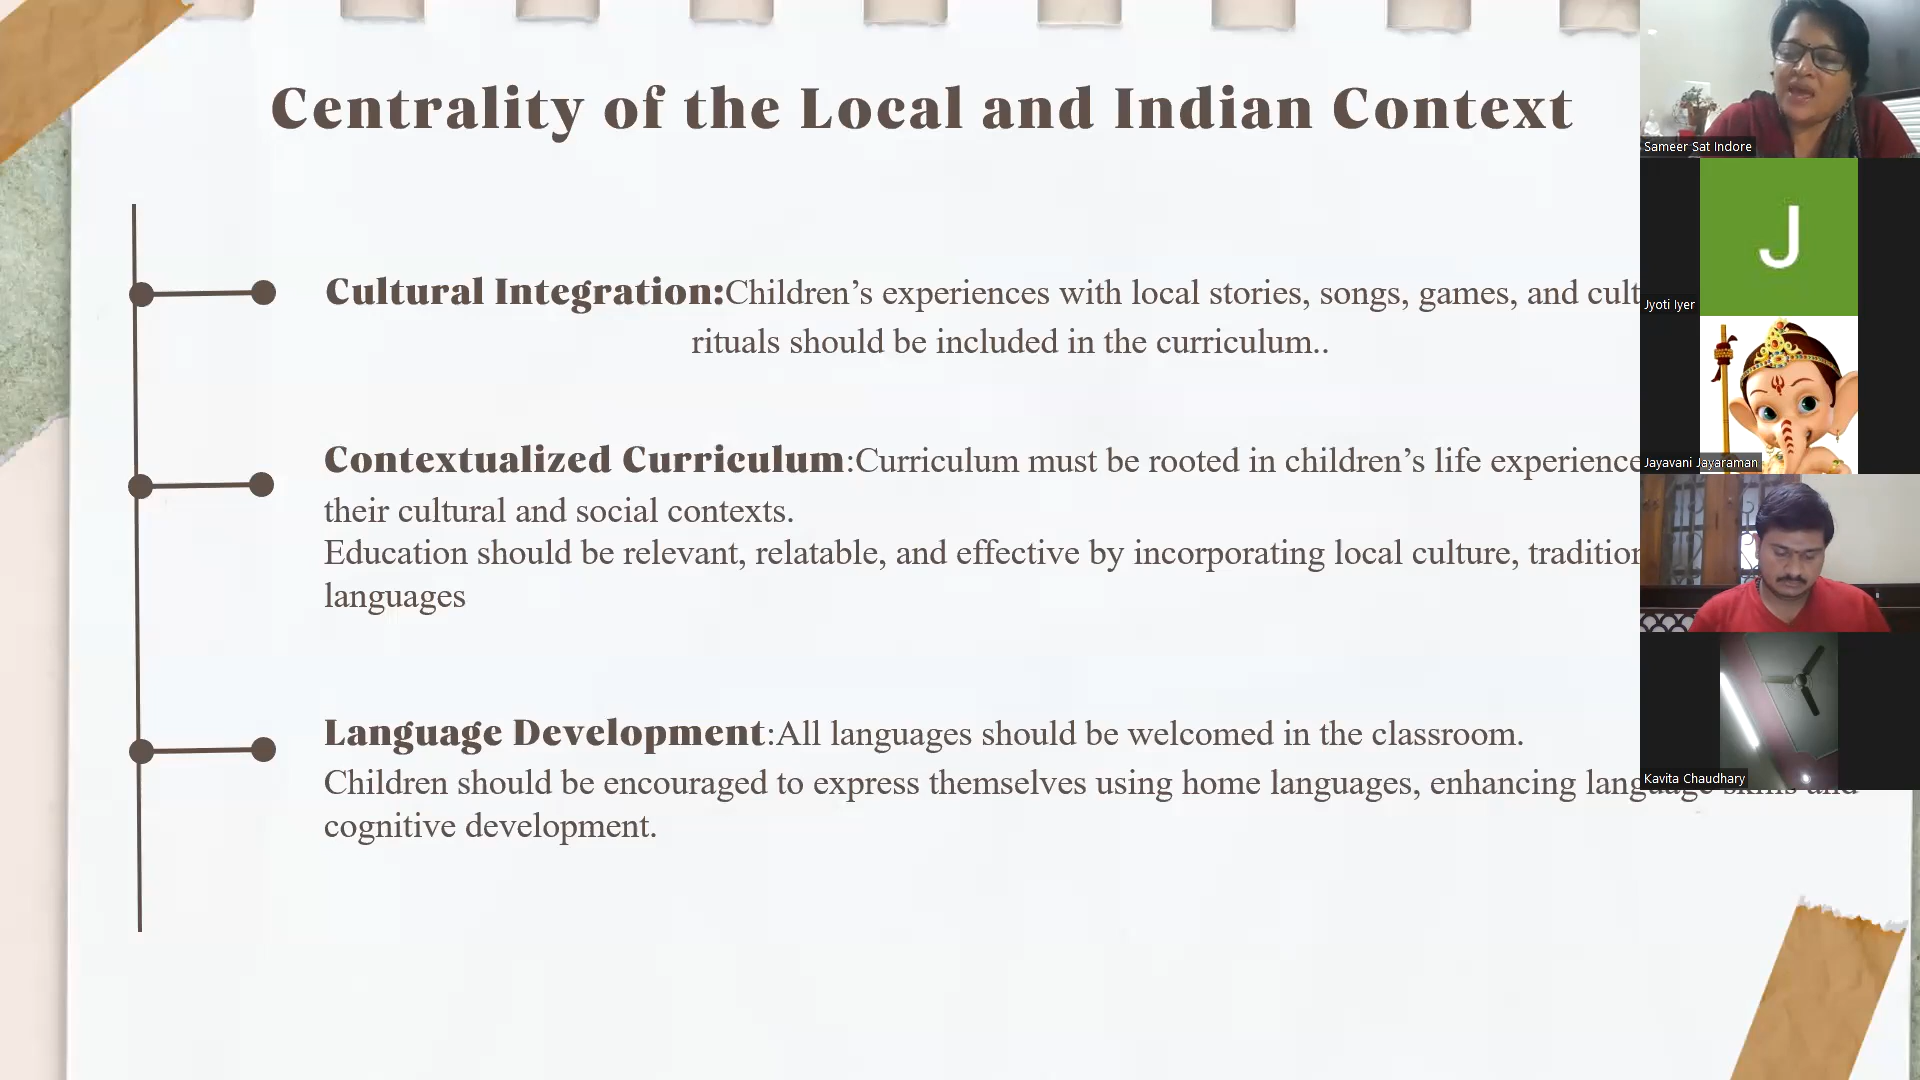 Centrality of the Local and Indian Context
Cultural Integration:Children’s experiences with local stories, songs, games, and
rituals should be included in the curriculum..
Contextualized Curriculum:Curriculum must be rooted in children’s life
their cultural and social contexts.
Education should be relevant, relatable, and effective by incorporating local culture,
languages
Language Development:All languages should be welcomed in the classroom.
Children should be encouraged to express themselves using home languages, enhancing language skills and
cognitive development.
Sameer Sat Indore
J
Jyoti Iyer
Jayavani Jayaraman
Kavita Chaudhary